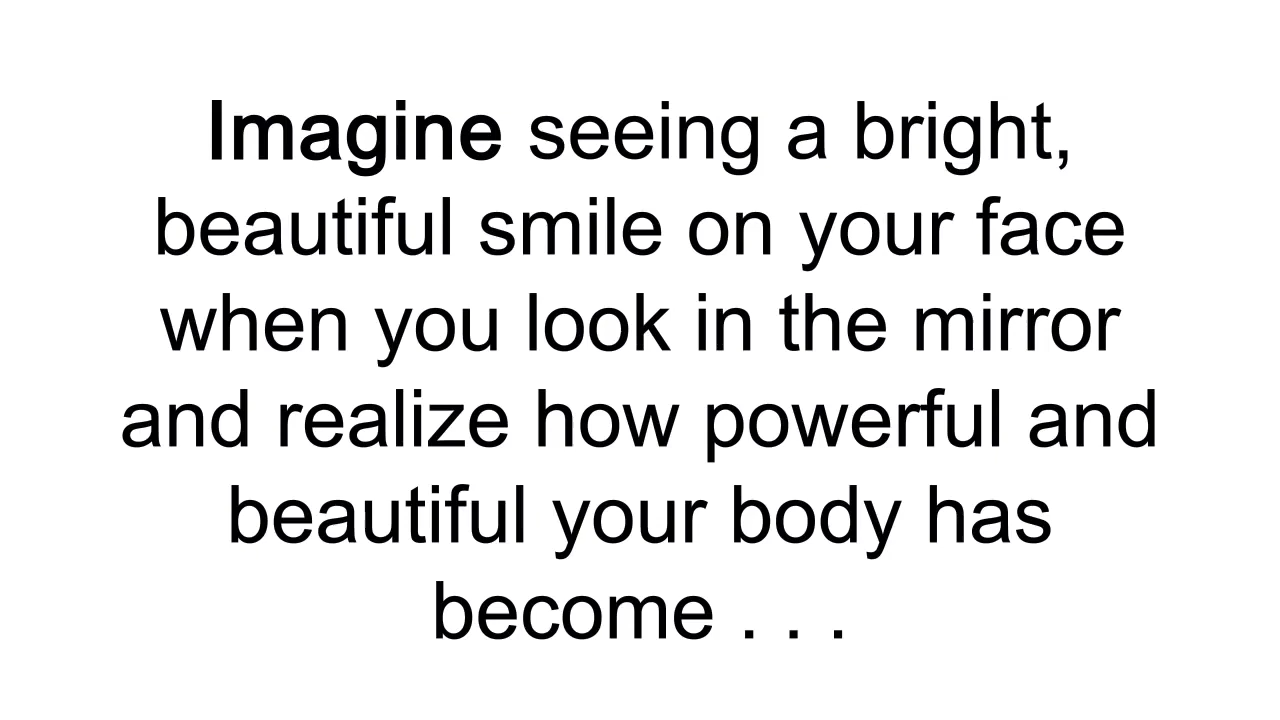 Imagine seeing a bright,
beautiful smile on your face
when you look in the mirror
and realize how powerful and
beautiful your body has
become . . .